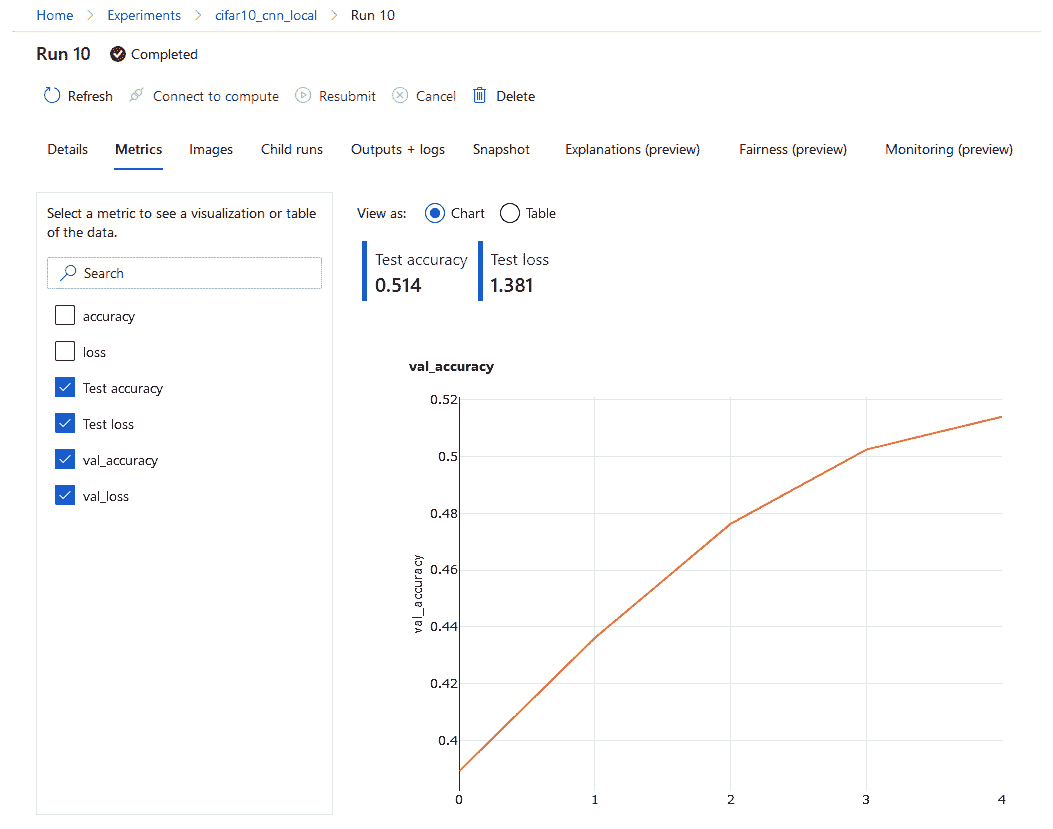 Home > Experiments > cifar10_cnn_local > Run 10
Run 10 Completed
Refresh Connect to compute Resubmit Cancel Delete
Details Metrics Images Child runs Outputs + logs Snapshot Explanations (preview) Fairness (preview) Monitoring (preview)
Select a metric to see a visualization or table
of the data.
Search
accuracy
loss
Test accuracy
Test loss
val_accuracy
val_loss
View as: Chart Table
Test accuracy
0.514
Test loss
1.381
val_accuracy
val_accuracy
0.52
0.5
0.48
0.46
0.44
0.42
0.4
0 1 2 3 4